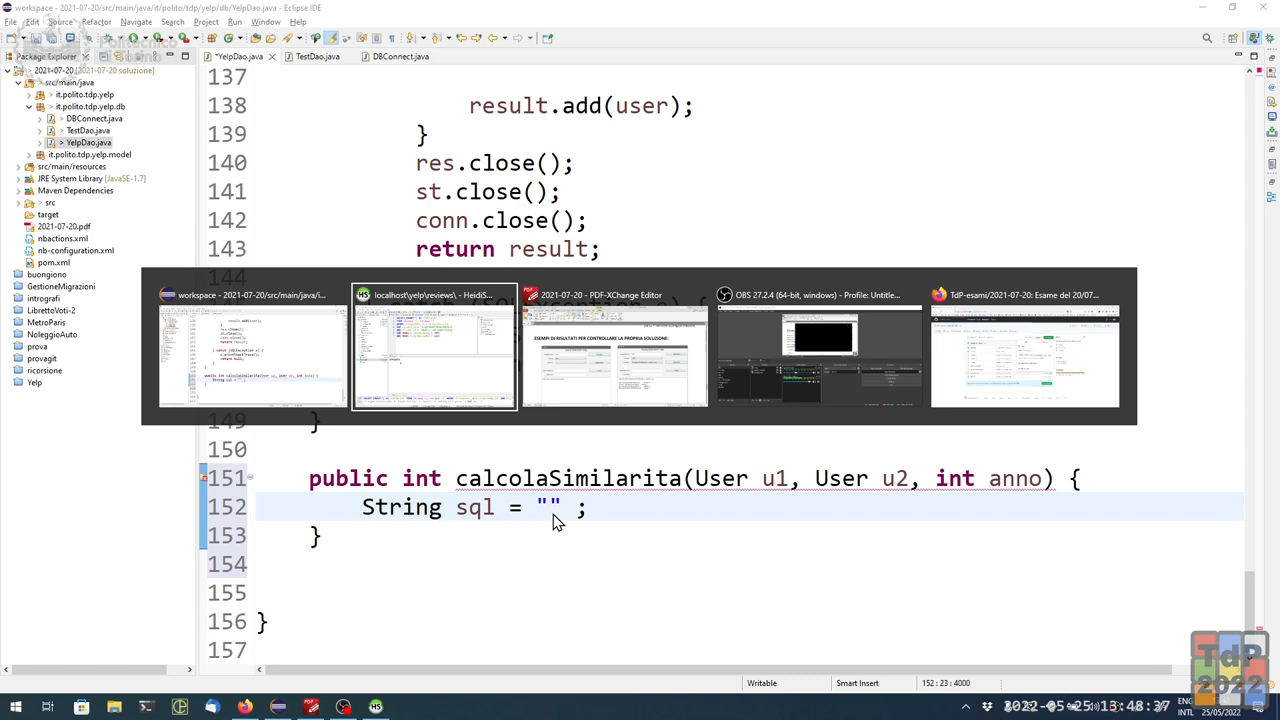 workspace - 2021-07-20/src/main/java/it/polito/tdp/yelp/db/YelpDao.java - Eclipse IDE
File Edit Source Refactor Navigate Search Project Run Window Help
Package Explorer
*YelpDao.java TestDao.java DBConnect.java
> 2021-07-20 [2021-07-20 soluzione]
src/main/java
> it.polito.tdp.yelp
> it.polito.tdp.yelp.db
> DBConnect.java
> TestDao.java
> YelpDao.java
> it.polito.tdp.yelp.model
src/main/resources
JRE System Library [JavaSE-1.7]
Maven Dependencies
> src
target
2021-07-20.pdf
nbactions.xml
nb-configuration.xml
pom.xml
buongiono
GestioneMigrazioni
intrografi
LibrettoVoti-2
MetroParis
NoleggioAuto
prova
provagit
ricorsione
Yelp
137
138 result.add(user);
139 }
140 res.close();
141 st.close();
142 conn.close();
143 return result;
144
workspace - 2021-07-20/src/main/java/i...
localhost\yelp\reviews\ - HeidiS...
2021-07-20 - PDF-XChange Editor
OBS 27.2.4 (64-bit, windows) - Profile: Untitle...
TdP-esami/2021-07-20: Esame del 20/07...
ESEMPI DI RISULTATI PER CONTROLLARE LA PROPRIA SOLUZIONE:
149 }
150
151 public int calcolaSimilarita(User u1, User u2, int anno) {
152 String sql = "" ;
153 }
154
155
156 }
157
Writable Smart Insert 152 : 23 : 4000
TdP
2022
ENG
INTL
2022-05-25 13:48:37
25/05/2022